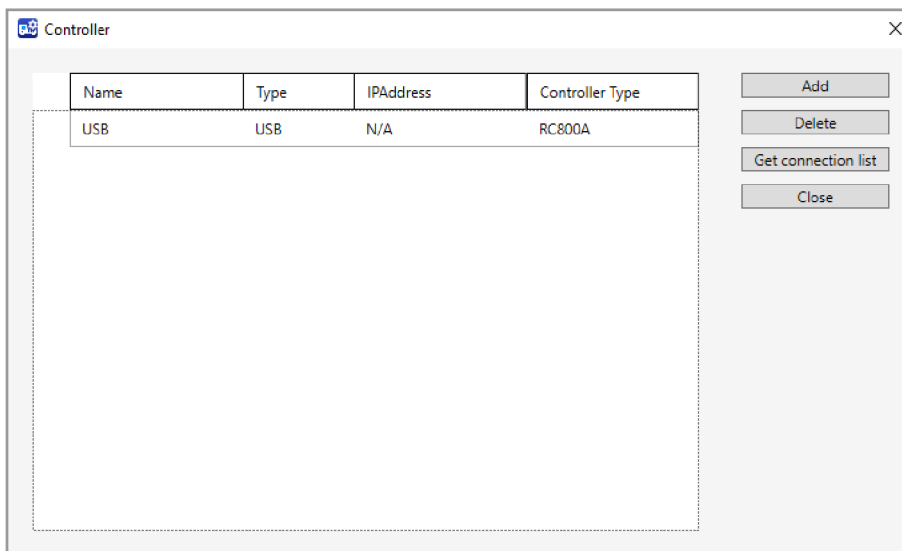 Controller
Name Type IPAddress Controller Type
USB USB N/A RC800A
Add
Delete
Get connection list
Close